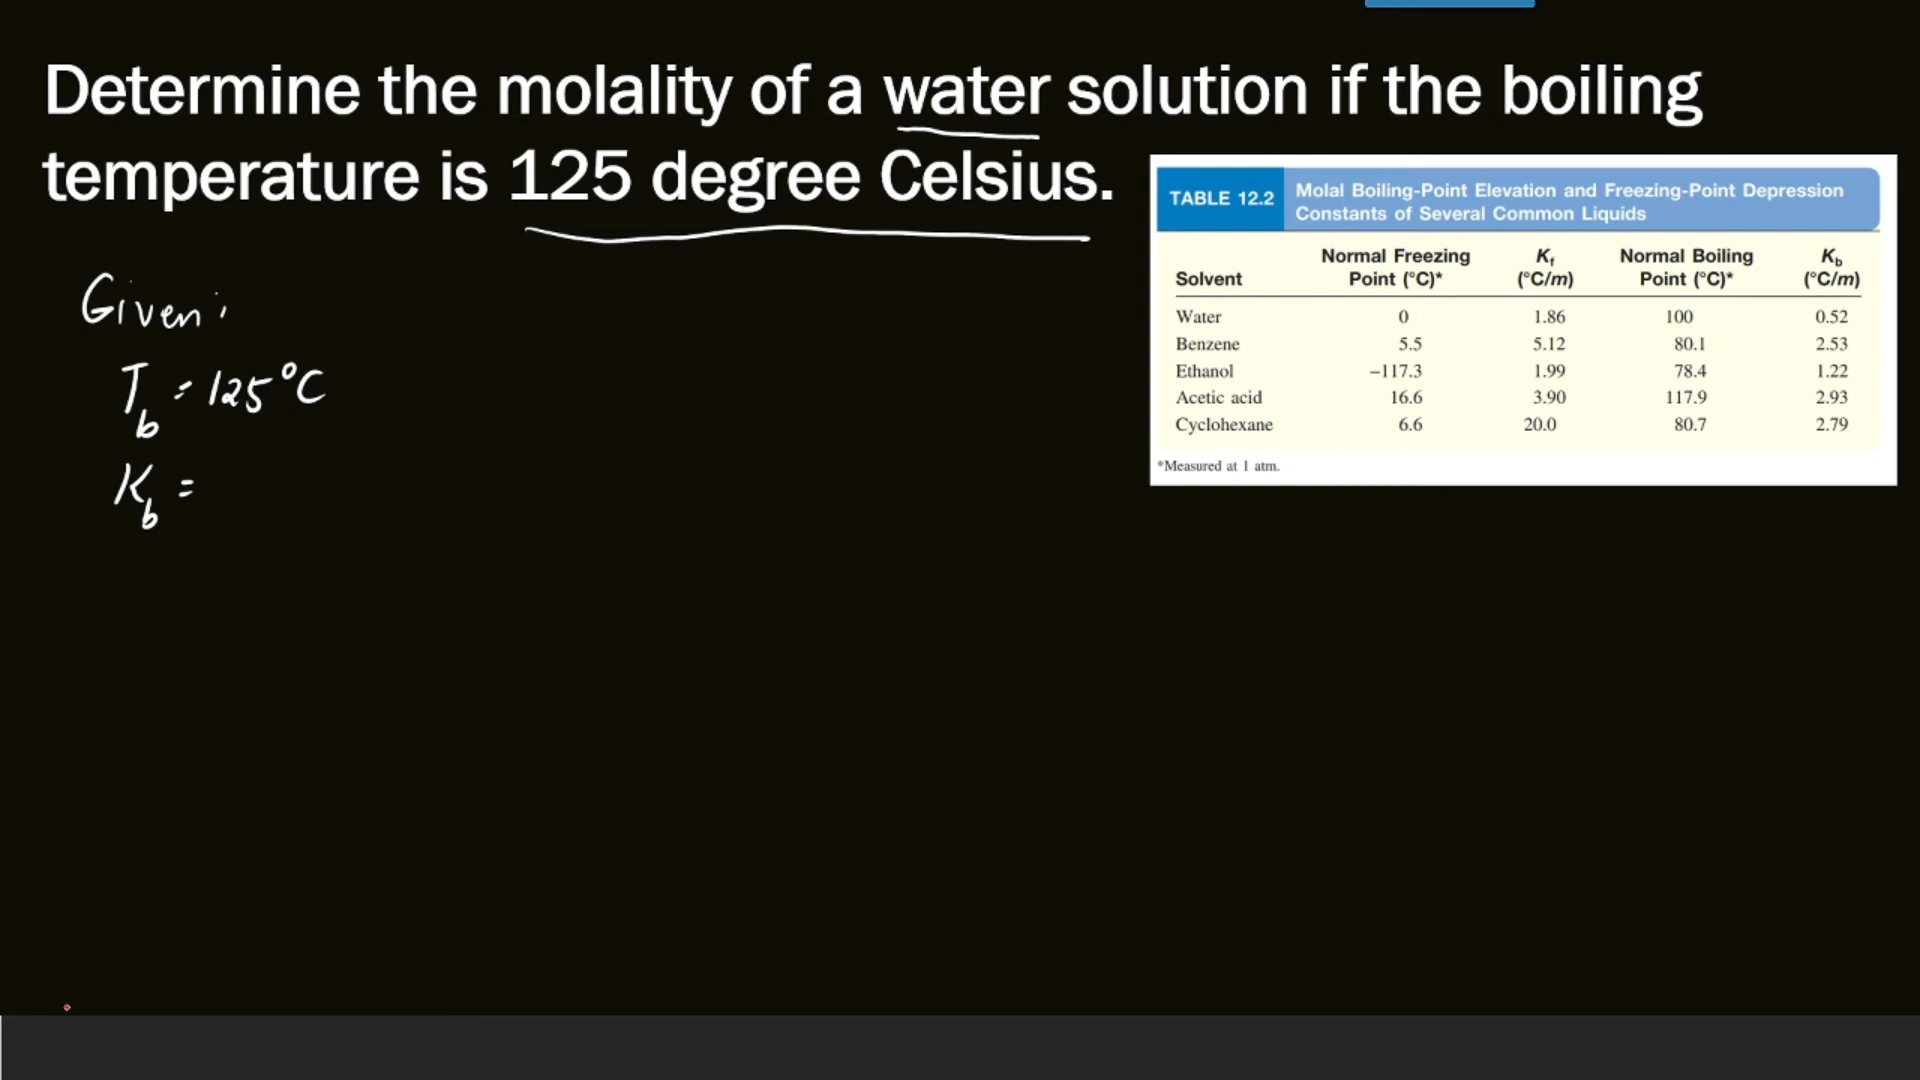 Determine the molality of a water solution if the boiling
temperature is 125 degree Celsius.
TABLE 12.2 Molal Boiling-Point Elevation and Freezing-Point Depression
Constants of Several Common Liquids
Normal Freezing Kf Normal Boiling Kb
Solvent Point (°C)* (°C/m) Point (°C)* (°C/m)
Water 0 1.86 100 0.52
Benzene 5.5 5.12 80.1 2.53
Ethanol −117.3 1.99 78.4 1.22
Acetic acid 16.6 3.90 117.9 2.93
Cyclohexane 6.6 20.0 80.7 2.79
*Measured at 1 atm.
Given:
Tb = 125°C
Kb =